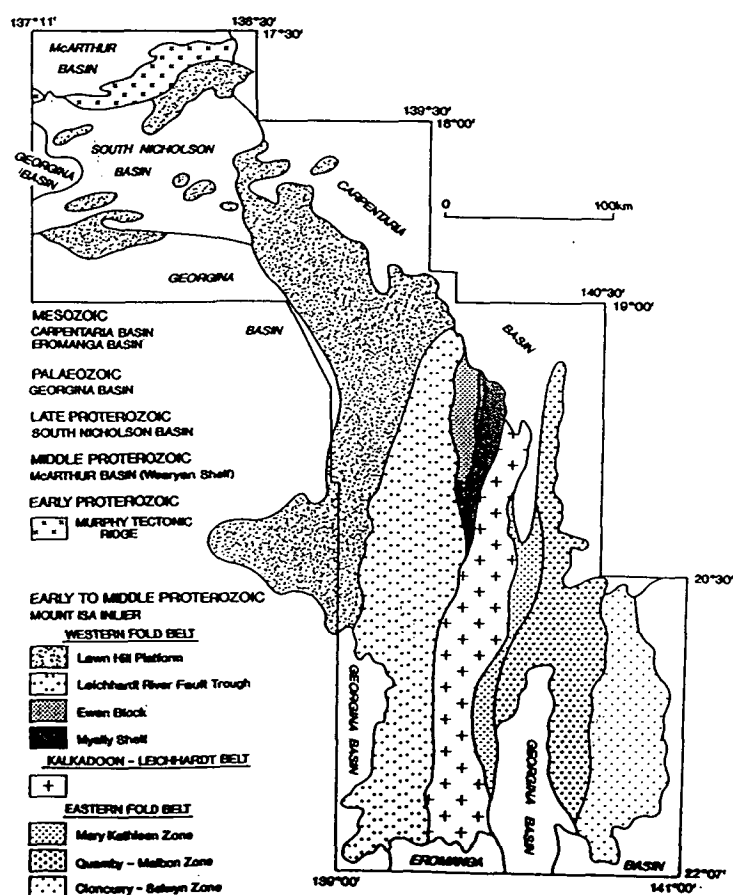 137°11'
138°30'
17°30'
McARTHUR
BASIN
139°30'
18°00'
SOUTH NICHOLSON
BASIN
GEORGINA
BASIN
CARPENTARIA
0 100km
GEORGINA
140°30'
19°00'
BASIN
BASIN
MESOZOIC
CARPENTARIA BASIN
EROMANGA BASIN
PALAEOZOIC
GEORGINA BASIN
LATE PROTEROZOIC
SOUTH NICHOLSON BASIN
MIDDLE PROTEROZOIC
McARTHUR BASIN (Wearyan Shelf)
EARLY PROTEROZOIC
MURPHY TECTONIC
RIDGE
20°30'
EARLY TO MIDDLE PROTEROZOIC
MOUNT ISA INLIER
WESTERN FOLD BELT
Lawn Hill Platform
Leichhardt River Fault Trough
Ewen Block
Myally Shelf
KALKADOON - LEICHHARDT BELT
EASTERN FOLD BELT
Mary Kathleen Zone
Quamby - Malbon Zone
Cloncurry - Selwyn Zone
GEORGINA BASIN
GEORGINA BASIN
EROMANGA
BASIN
139°00'
22°07'
141°00'